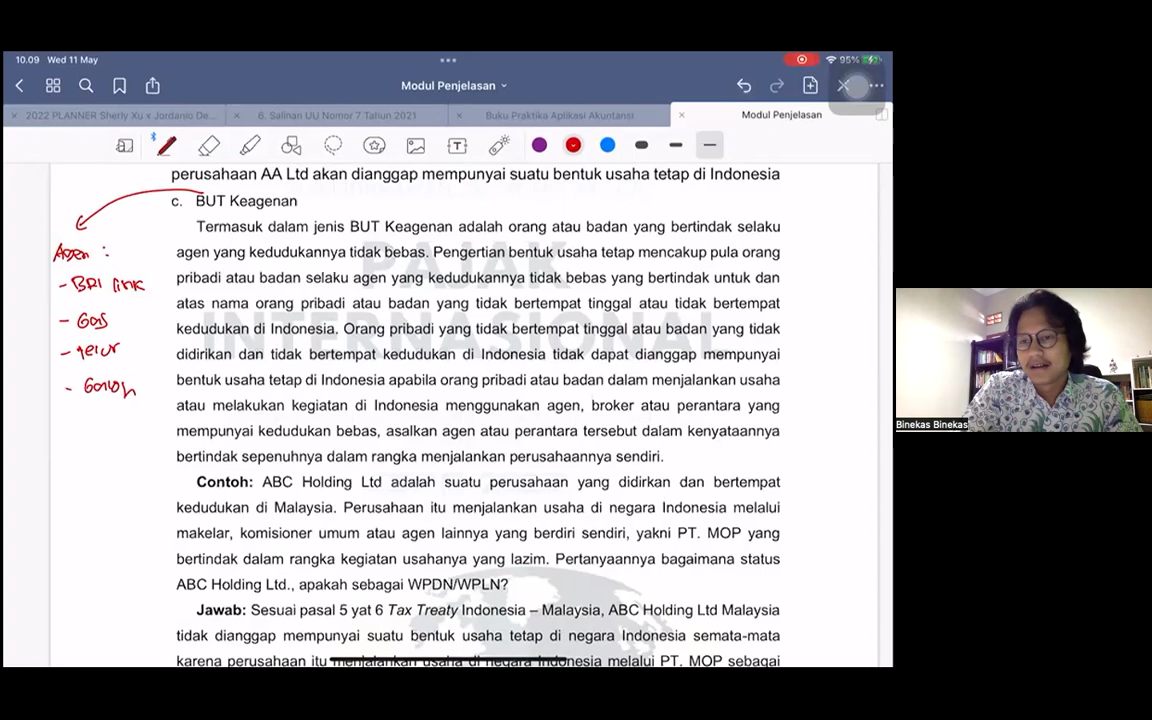 10.09 Wed 11 May
95%
Modul Penjelasan
2022 PLANNER Sherly Xu x Jordanio De...
6. Salinan UU Nomor 7 Tahun 2021
Buku Praktika Aplikasi Akuntansi
Modul Penjelasan
PAJAK
INTERNASIONAL
perusahaan AA Ltd akan dianggap mempunyai suatu bentuk usaha tetap di Indonesia
c. BUT Keagenan
Termasuk dalam jenis BUT Keagenan adalah orang atau badan yang bertindak selaku
agen yang kedudukannya tidak bebas. Pengertian bentuk usaha tetap mencakup pula orang
pribadi atau badan selaku agen yang kedudukannya tidak bebas yang bertindak untuk dan
atas nama orang pribadi atau badan yang tidak bertempat tinggal atau tidak bertempat
kedudukan di Indonesia. Orang pribadi yang tidak bertempat tinggal atau badan yang tidak
didirikan dan tidak bertempat kedudukan di Indonesia tidak dapat dianggap mempunyai
bentuk usaha tetap di Indonesia apabila orang pribadi atau badan dalam menjalankan usaha
atau melakukan kegiatan di Indonesia menggunakan agen, broker atau perantara yang
mempunyai kedudukan bebas, asalkan agen atau perantara tersebut dalam kenyataannya
bertindak sepenuhnya dalam rangka menjalankan perusahaannya sendiri.
Contoh: ABC Holding Ltd adalah suatu perusahaan yang didirkan dan bertempat
kedudukan di Malaysia. Perusahaan itu menjalankan usaha di negara Indonesia melalui
makelar, komisioner umum atau agen lainnya yang berdiri sendiri, yakni PT. MOP yang
bertindak dalam rangka kegiatan usahanya yang lazim. Pertanyaannya bagaimana status
ABC Holding Ltd., apakah sebagai WPDN/WPLN?
Jawab: Sesuai pasal 5 yat 6 Tax Treaty Indonesia – Malaysia, ABC Holding Ltd Malaysia
tidak dianggap mempunyai suatu bentuk usaha tetap di negara Indonesia semata-mata
karena perusahaan itu menjalankan usaha di negara Indonesia melalui PT. MOP sebagai
Agen :
- BRI link
- Gas
- telur
Binekas Binekas